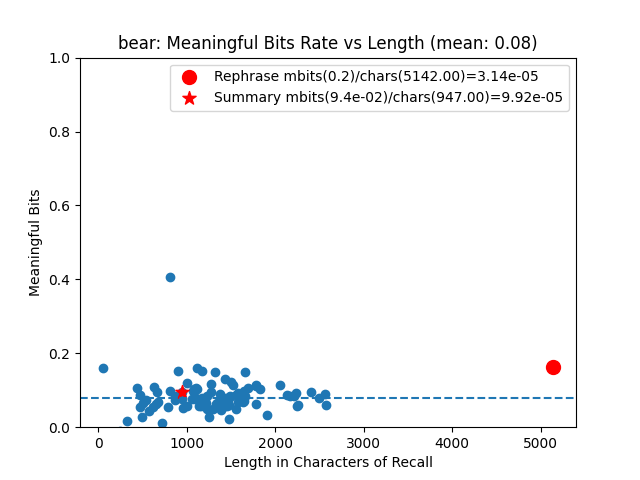 bear: Meaningful Bits Rate vs Length (mean: 0.08)
Rephrase mbits(0.2)/chars(5142.00)=3.14e-05
Summary mbits(9.4e-02)/chars(947.00)=9.92e-05
Meaningful Bits
1.0
0.8
0.6
0.4
0.2
0.0
0 1000 2000 3000 4000 5000
Length in Characters of Recall